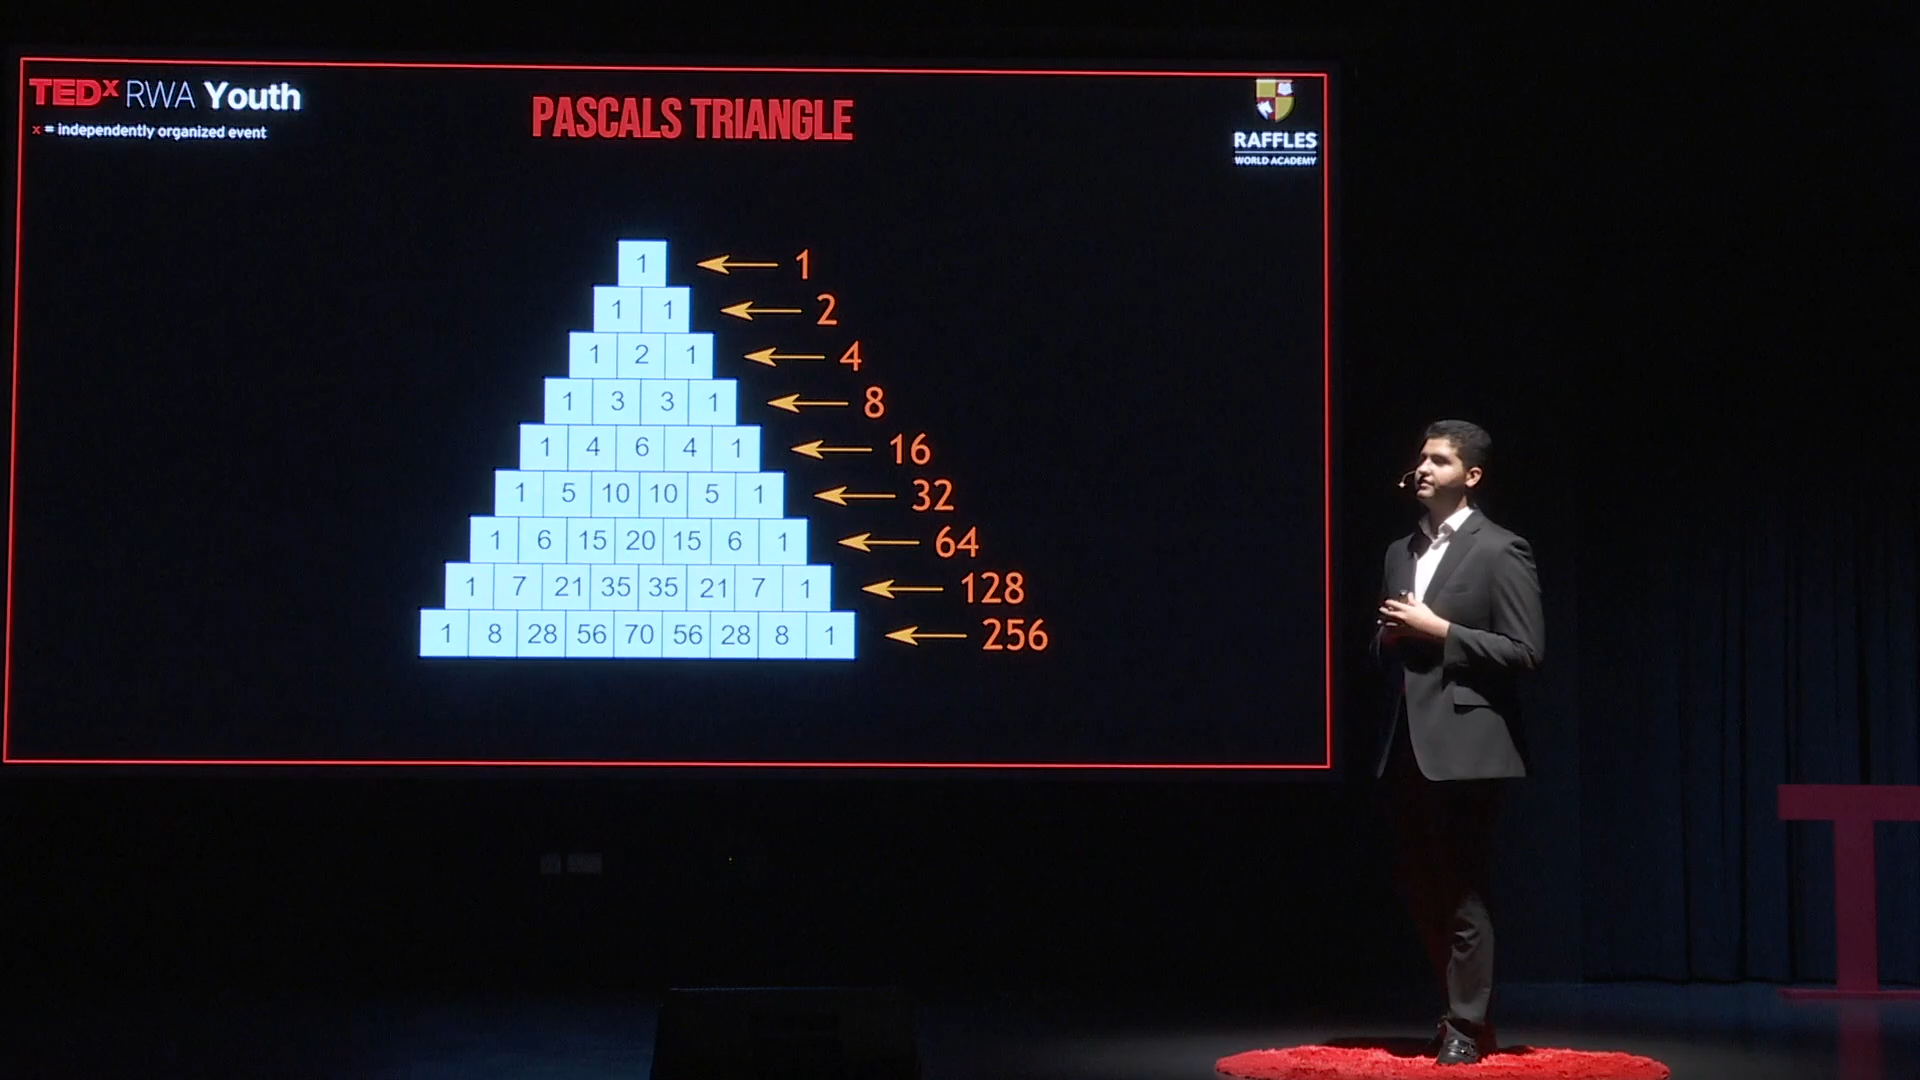 TEDx RWA Youth
x = independently organized event
PASCALS TRIANGLE
RAFFLES
WORLD ACADEMY
1 1
1 1 2
1 2 1 4
1 3 3 1 8
1 4 6 4 1 16
1 5 10 10 5 1 32
1 6 15 20 15 6 1 64
1 7 21 35 35 21 7 1 128
1 8 28 56 70 56 28 8 1 256
T